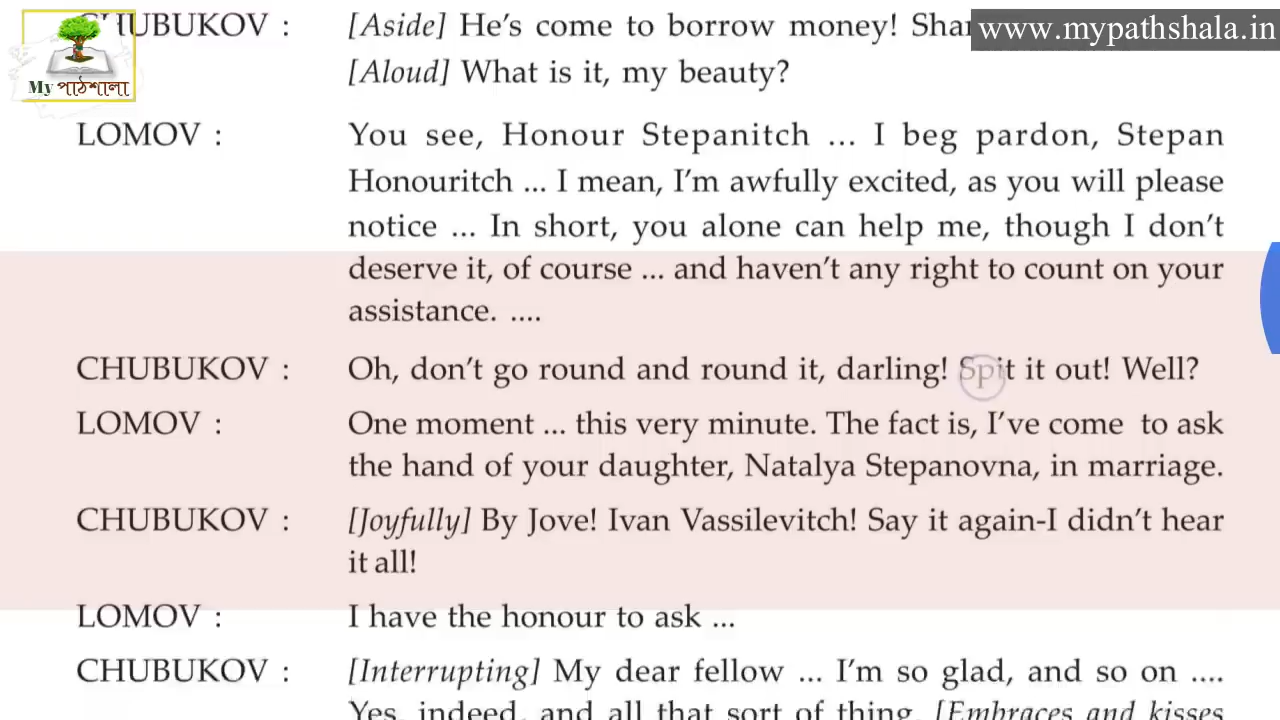 www.mypathshala.in
My পাঠশালা
CHUBUKOV : [Aside] He's come to borrow money! Shan't
[Aloud] What is it, my beauty?
LOMOV : You see, Honour Stepanitch ... I beg pardon, Stepan
Honouritch ... I mean, I'm awfully excited, as you will please
notice ... In short, you alone can help me, though I don't
deserve it, of course ... and haven't any right to count on your
assistance. ....
CHUBUKOV : Oh, don't go round and round it, darling! Spit it out! Well?
LOMOV : One moment ... this very minute. The fact is, I've come to ask
the hand of your daughter, Natalya Stepanovna, in marriage.
CHUBUKOV : [Joyfully] By Jove! Ivan Vassilevitch! Say it again-I didn't hear
it all!
LOMOV : I have the honour to ask ...
CHUBUKOV : [Interrupting] My dear fellow ... I'm so glad, and so on ....
Yes, indeed, and all that sort of thing. [Embraces and kisses